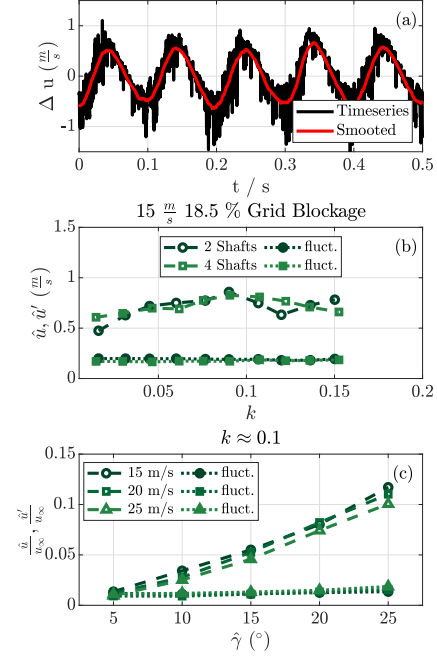 1
0
-1
Δ u (m/s)
(a)
Timeseries
Smooted
0 0.1 0.2 0.3 0.4 0.5
t / s
15 m/s 18.5 % Grid Blockage
1.5
1
0.5
0
û, û′ (m/s)
(b)
2 Shafts fluct.
4 Shafts fluct.
0.05 0.1 0.15 0.2
k
k ≈ 0.1
0.15
0.1
0.05
0
û/u∞, û′/u∞
(c)
15 m/s fluct.
20 m/s fluct.
25 m/s fluct.
5 10 15 20 25
γ̂ (°)